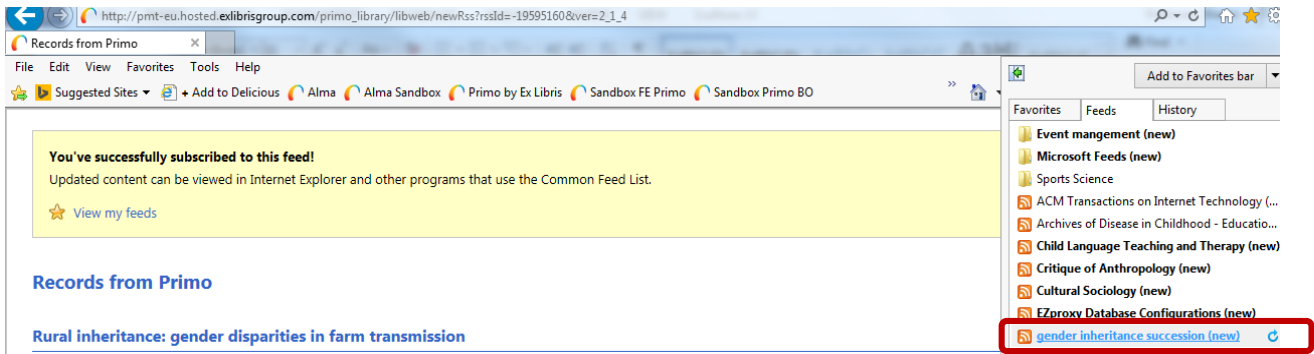 http://pmt-eu.hosted.exlibrisgroup.com/primo_library/libweb/newRss?rssId=-19595160&ver=2_1_4
Records from Primo
File Edit View Favorites Tools Help
Suggested Sites + Add to Delicious Alma Alma Sandbox Primo by Ex Libris Sandbox FE Primo Sandbox Primo BO »
You've successfully subscribed to this feed!
Updated content can be viewed in Internet Explorer and other programs that use the Common Feed List.
View my feeds
Records from Primo
Rural inheritance: gender disparities in farm transmission
Add to Favorites bar
Favorites Feeds History
Event mangement (new)
Microsoft Feeds (new)
Sports Science
ACM Transactions on Internet Technology (...
Archives of Disease in Childhood - Educatio...
Child Language Teaching and Therapy (new)
Critique of Anthropology (new)
Cultural Sociology (new)
EZproxy Database Configurations (new)
gender inheritance succession (new)